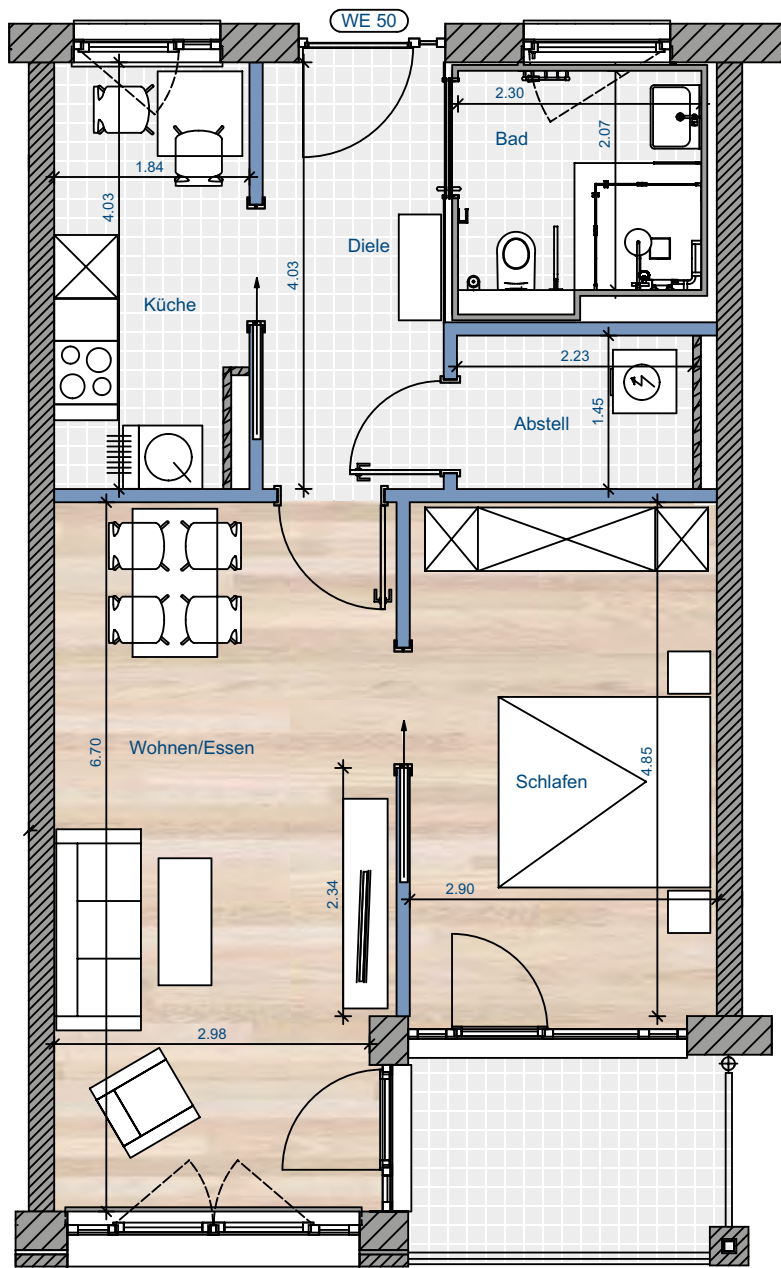 WE 50
2.30
Bad
2.07
1.84
4.03
Diele
4.03
Küche
2.23
1.45
Abstell
Wohnen/Essen
6.70
Schlafen
4.85
2.34
2.90
2.98